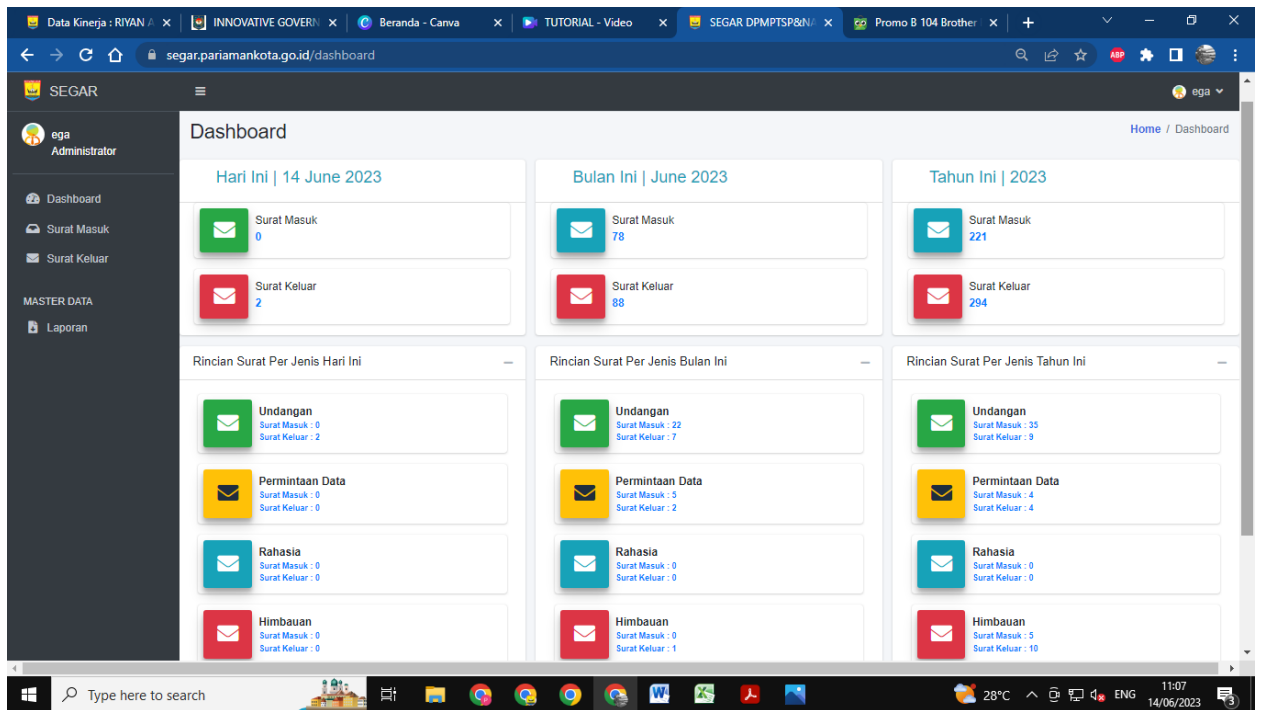 Data Kinerja : RIYAN A
INNOVATIVE GOVERN
Beranda - Canva
TUTORIAL - Video
SEGAR DPMPTSP&NA
Promo B 104 Brother
segar.pariamankota.go.id/dashboard
ABP
SEGAR
ega
ega
Administrator
Dashboard
Home / Dashboard
Dashboard
Surat Masuk
Surat Keluar
MASTER DATA
Laporan
Hari Ini | 14 June 2023
Surat Masuk
0
Surat Keluar
2
Bulan Ini | June 2023
Surat Masuk
78
Surat Keluar
88
Tahun Ini | 2023
Surat Masuk
221
Surat Keluar
294
Rincian Surat Per Jenis Hari Ini
Undangan
Surat Masuk : 0
Surat Keluar : 2
Permintaan Data
Surat Masuk : 0
Surat Keluar : 0
Rahasia
Surat Masuk : 0
Surat Keluar : 0
Himbauan
Surat Masuk : 0
Surat Keluar : 0
Rincian Surat Per Jenis Bulan Ini
Undangan
Surat Masuk : 22
Surat Keluar : 7
Permintaan Data
Surat Masuk : 5
Surat Keluar : 2
Rahasia
Surat Masuk : 0
Surat Keluar : 0
Himbauan
Surat Masuk : 0
Surat Keluar : 1
Rincian Surat Per Jenis Tahun Ini
Undangan
Surat Masuk : 35
Surat Keluar : 9
Permintaan Data
Surat Masuk : 4
Surat Keluar : 4
Rahasia
Surat Masuk : 0
Surat Keluar : 0
Himbauan
Surat Masuk : 5
Surat Keluar : 10
Type here to search
28°C
ENG
11:07
14/06/2023
3